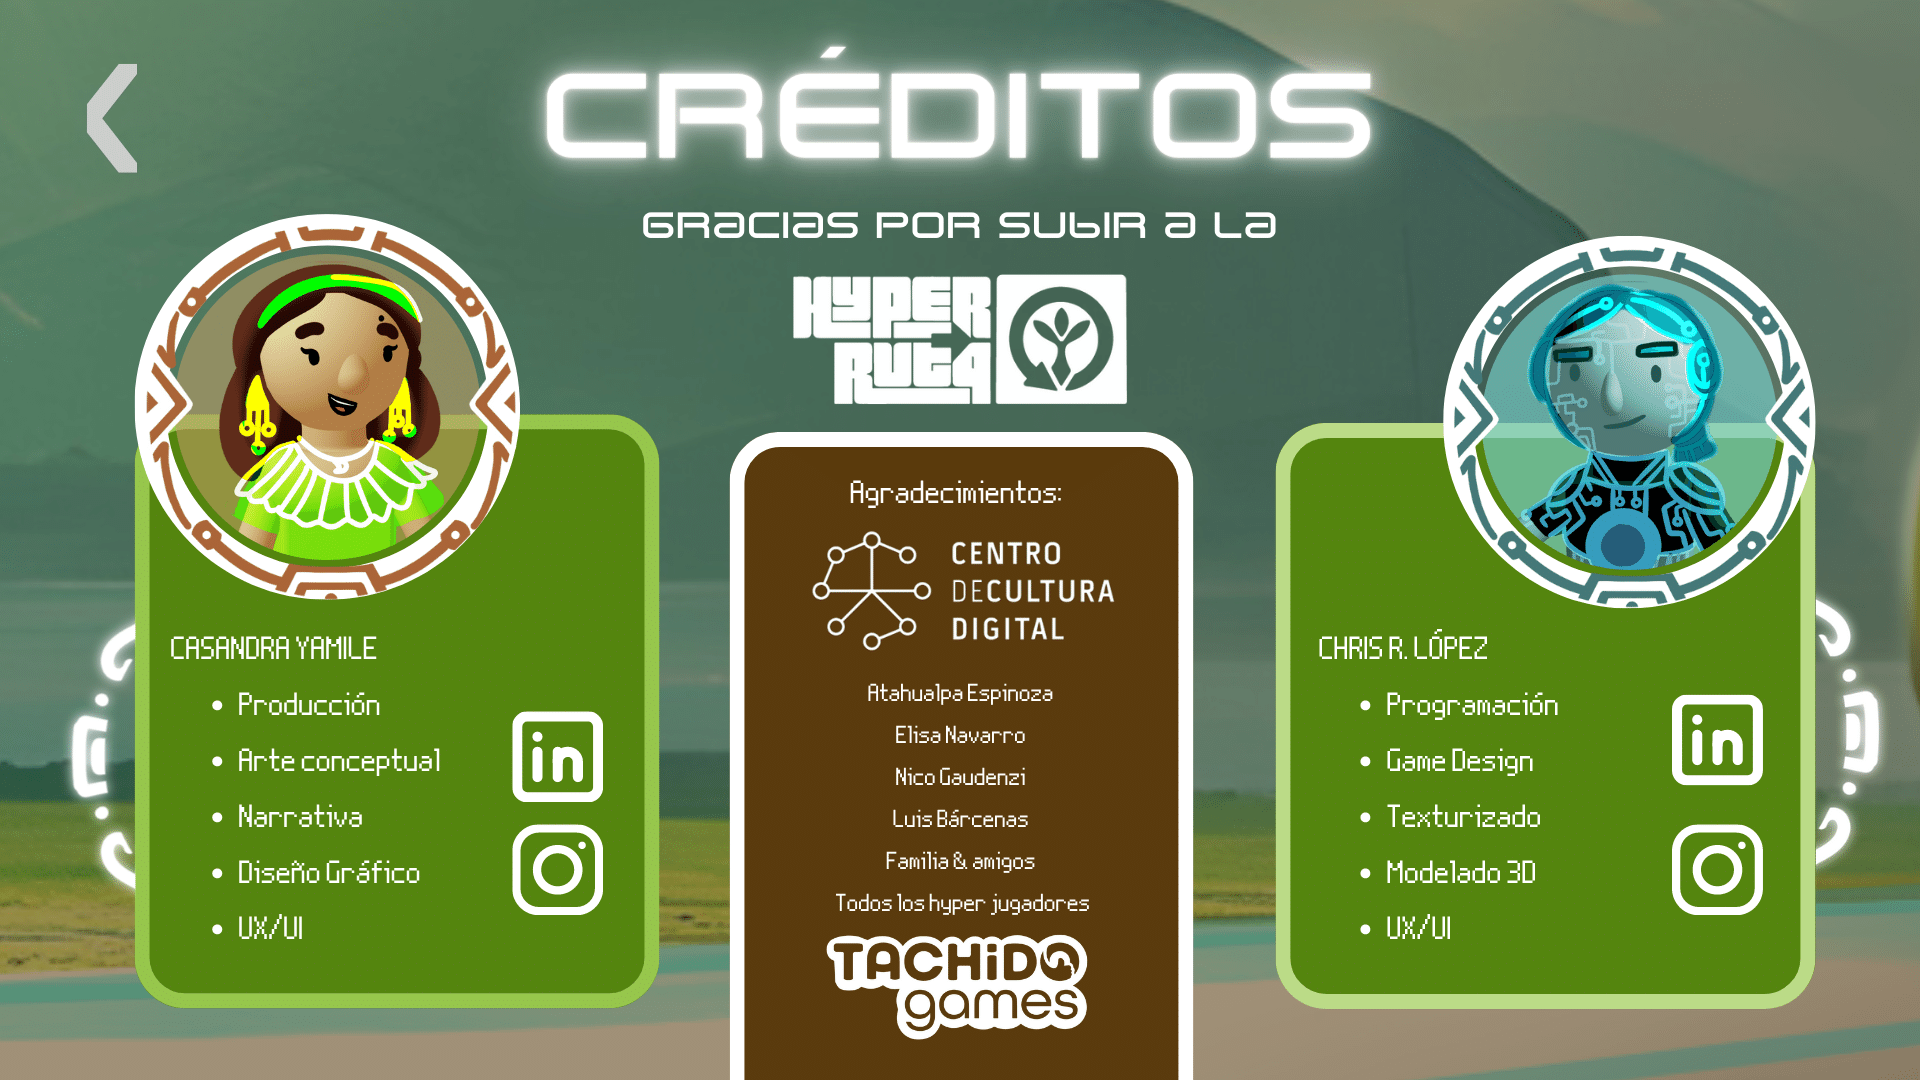 CRÉDITOS
Gracias por subir a la
HYPER
RUTA
CASANDRA YAMILE
• Producción
• Arte conceptual
• Narrativa
• Diseño Gráfico
• UX/UI
in
Agradecimientos:
CENTRO
DECULTURA
DIGITAL
Atahualpa Espinoza
Elisa Navarro
Nico Gaudenzi
Luis Bárcenas
Familia & amigos
Todos los hyper jugadores
TACHiDO
games
CHRIS R. LÓPEZ
• Programación
• Game Design
• Texturizado
• Modelado 3D
• UX/UI
in